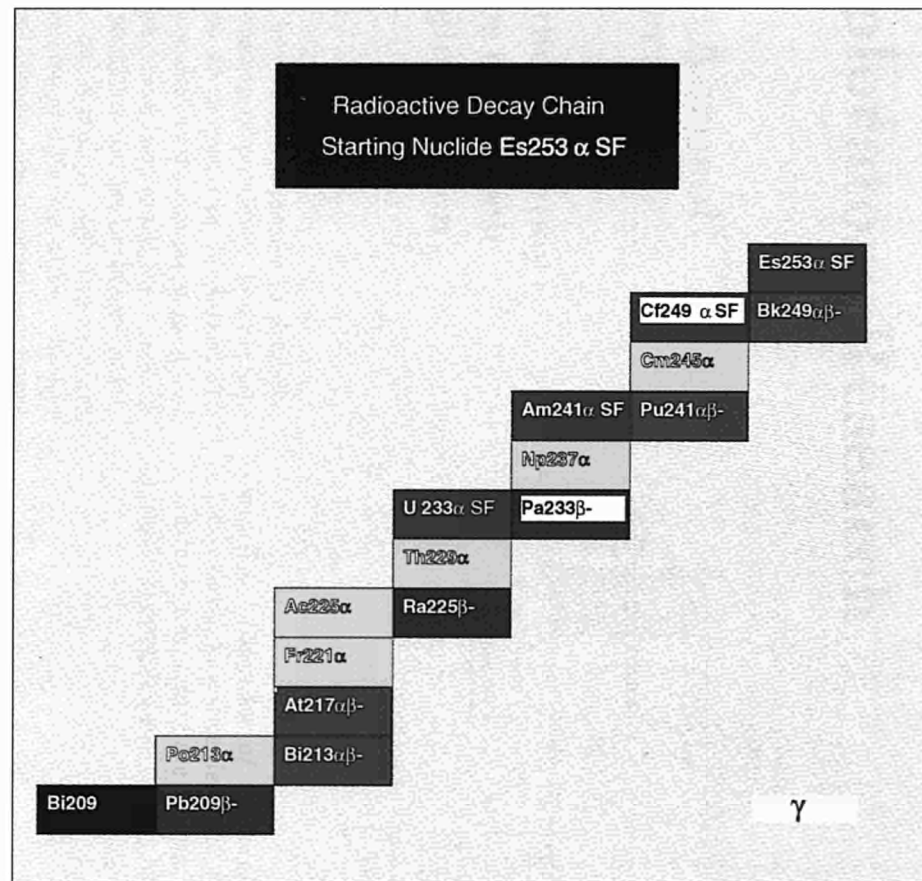 Radioactive Decay Chain
Starting Nuclide Es253 α SF
Es253α SF
Cf249 α SF
Bk249αβ-
Cm245α
Am241α SF
Pu241αβ-
Np237α
U 233α SF
Pa233β-
Th229α
Ac225α
Ra225β-
Fr221α
At217αβ-
Po213α
Bi213αβ-
Bi209
Pb209β-
γ